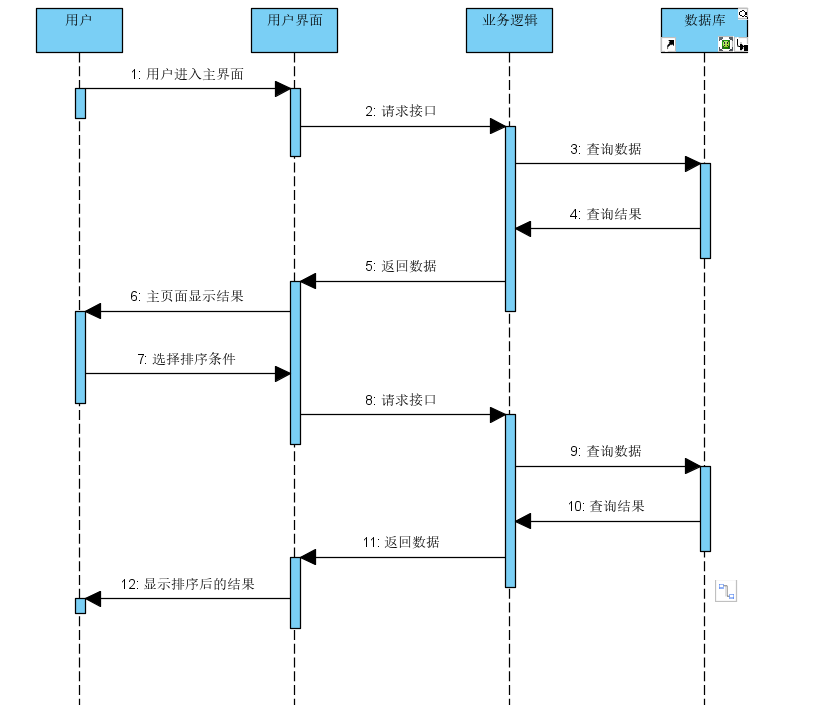 用户
用户界面
业务逻辑
数据库
1: 用户进入主界面
2: 请求接口
3: 查询数据
4: 查询结果
5: 返回数据
6: 主页面显示结果
7: 选择排序条件
8: 请求接口
9: 查询数据
10: 查询结果
11: 返回数据
12: 显示排序后的结果